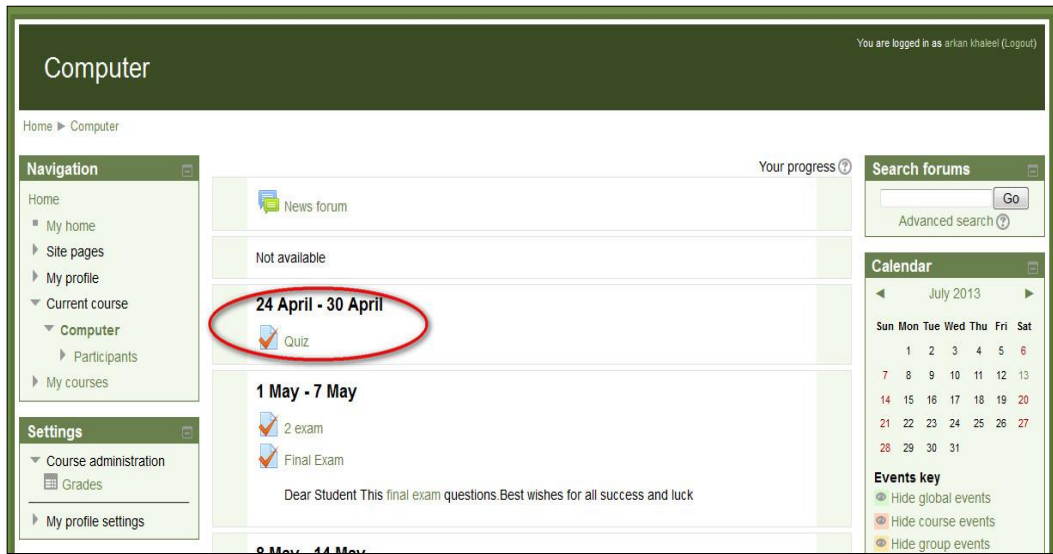 You are logged in as arkan khaleel (Logout)
Computer
Home ► Computer
Navigation
Home
My home
Site pages
My profile
Current course
Computer
Participants
My courses
Settings
Course administration
Grades
My profile settings
Your progress
News forum
Not available
24 April - 30 April
Quiz
1 May - 7 May
2 exam
Final Exam
Dear Student This final exam questions.Best wishes for all success and luck
8 May - 14 May
Search forums
Go
Advanced search
Calendar
◄ July 2013 ►
Sun Mon Tue Wed Thu Fri Sat
1 2 3 4 5 6
7 8 9 10 11 12 13
14 15 16 17 18 19 20
21 22 23 24 25 26 27
28 29 30 31
Events key
Hide global events
Hide course events
Hide group events